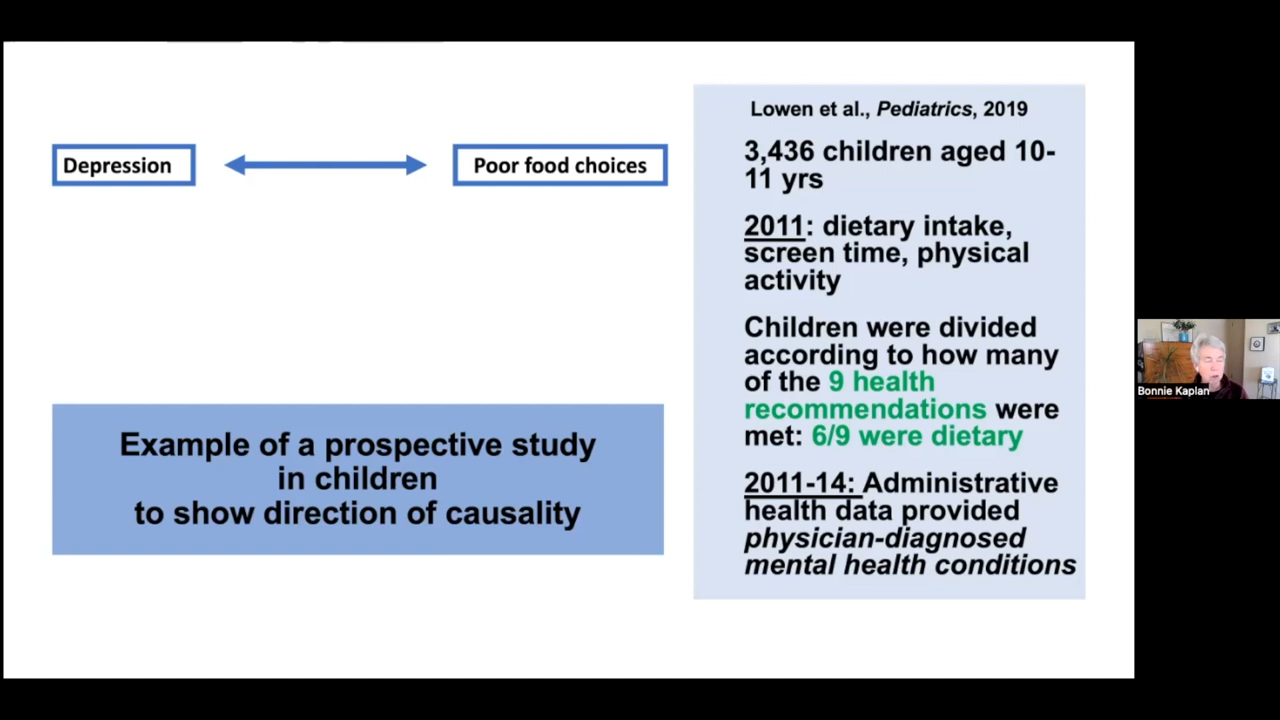 Depression
Poor food choices
Example of a prospective study
in children
to show direction of causality
Lowen et al., Pediatrics, 2019
3,436 children aged 10-
11 yrs
2011: dietary intake,
screen time, physical
activity
Children were divided
according to how many
of the 9 health
recommendations were
met: 6/9 were dietary
2011-14: Administrative
health data provided
physician-diagnosed
mental health conditions
Bonnie Kaplan